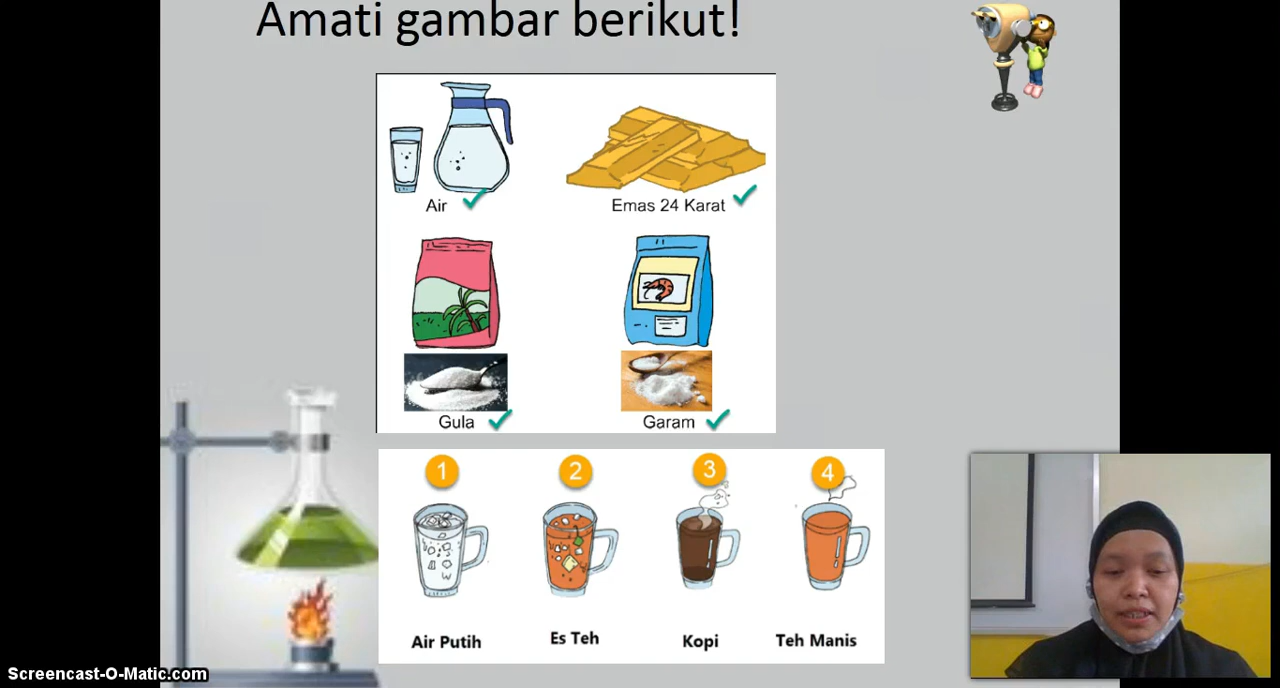 Amati gambar berikut!
Air
Emas 24 Karat
Gula
Garam
1
2
3
4
Air Putih
Es Teh
Kopi
Teh Manis
Screencast-O-Matic.com